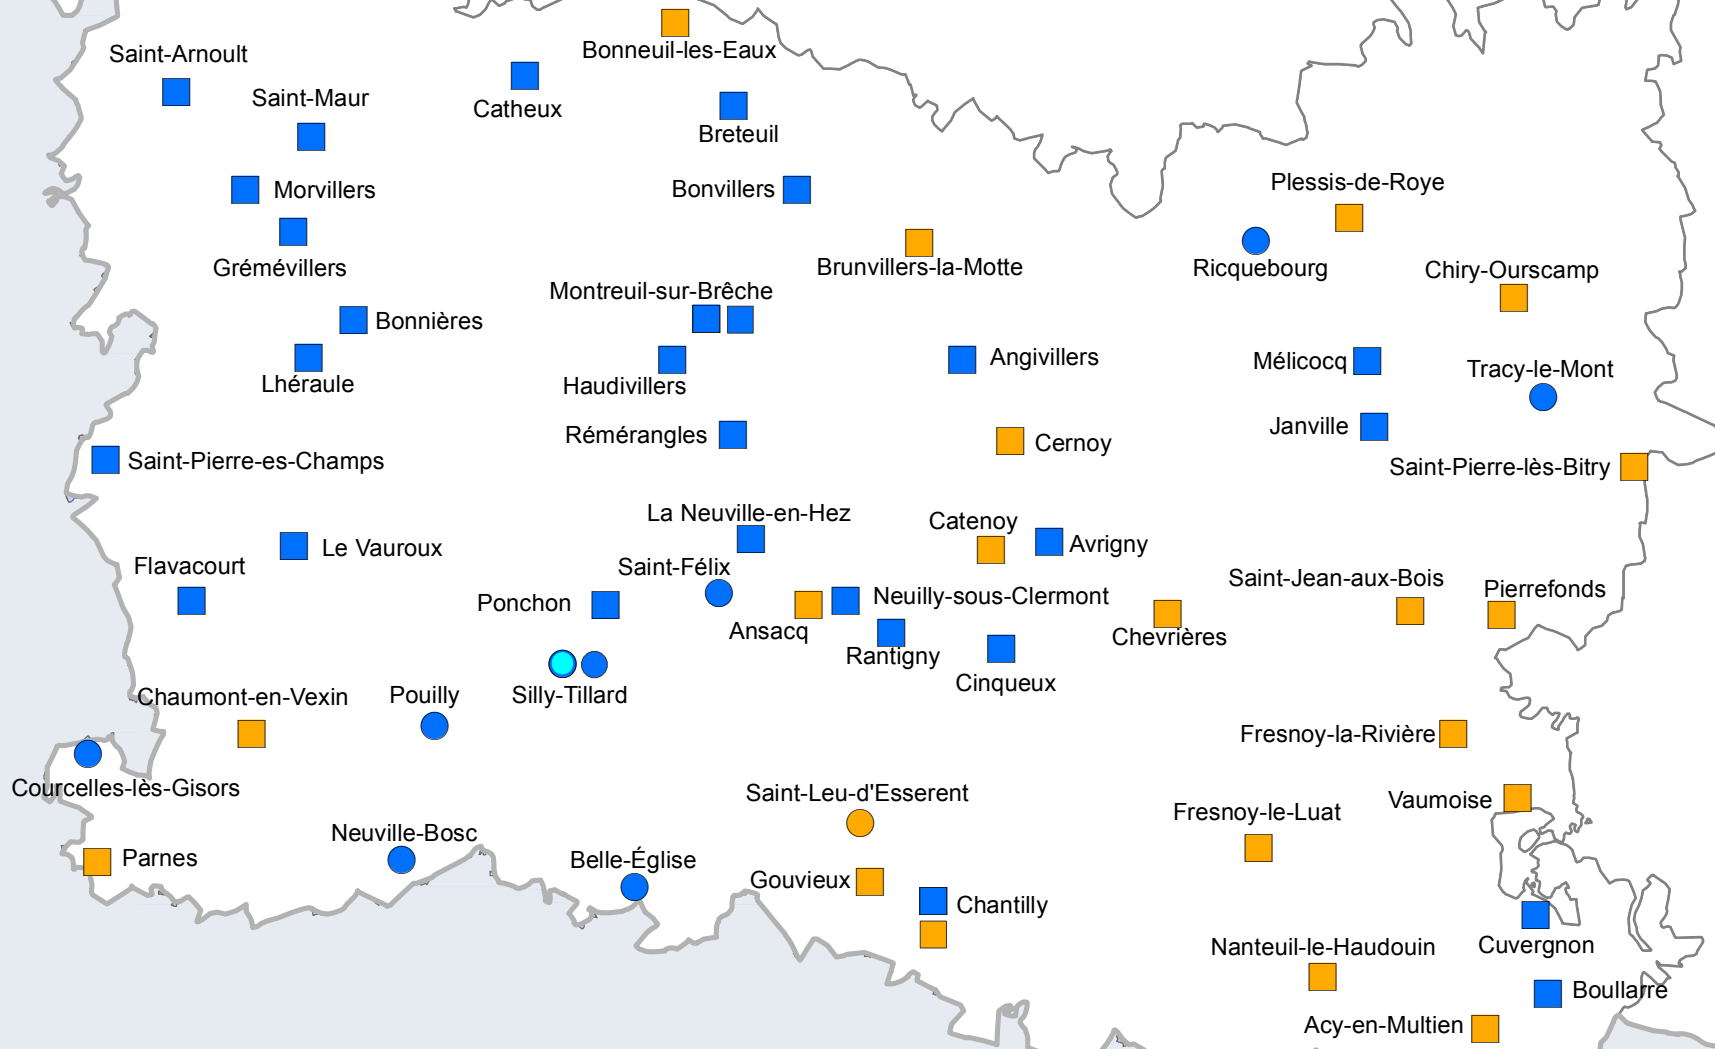 Bonneuil-les-Eaux
Saint-Arnoult
Saint-Maur
Catheux
Breteuil
Morvillers
Bonvillers
Plessis-de-Roye
Grémévillers
Brunvillers-la-Motte
Ricquebourg
Chiry-Ourscamp
Montreuil-sur-Brêche
Bonnières
Angivillers
Mélicocq
Tracy-le-Mont
Lhéraule
Haudivillers
Janville
Rémérangles
Cernoy
Saint-Pierre-es-Champs
Saint-Pierre-lès-Bitry
La Neuville-en-Hez
Catenoy
Avrigny
Le Vauroux
Flavacourt
Saint-Félix
Saint-Jean-aux-Bois
Pierrefonds
Ponchon
Neuilly-sous-Clermont
Ansacq
Chevrières
Rantigny
Cinqueux
Chaumont-en-Vexin
Pouilly
Silly-Tillard
Fresnoy-la-Rivière
Courcelles-lès-Gisors
Saint-Leu-d'Esserent
Vaumoise
Fresnoy-le-Luat
Neuville-Bosc
Parnes
Belle-Église
Gouvieux
Chantilly
Nanteuil-le-Haudouin
Cuvergnon
Boullarre
Acy-en-Multien